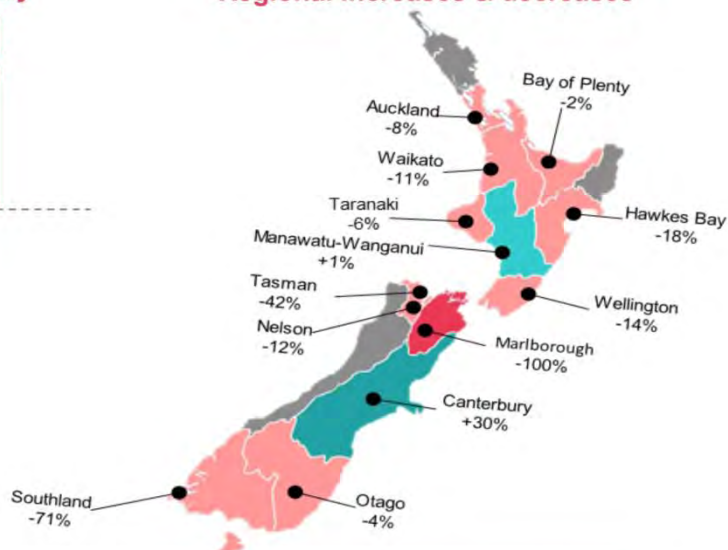 Bay of Plenty
-2%
Auckland
-8%
Waikato
-11%
Taranaki
-6%
Hawkes Bay
-18%
Manawatu-Wanganui
+1%
Tasman
-42%
Wellington
-14%
Nelson
-12%
Marlborough
-100%
Canterbury
+30%
Southland
-71%
Otago
-4%